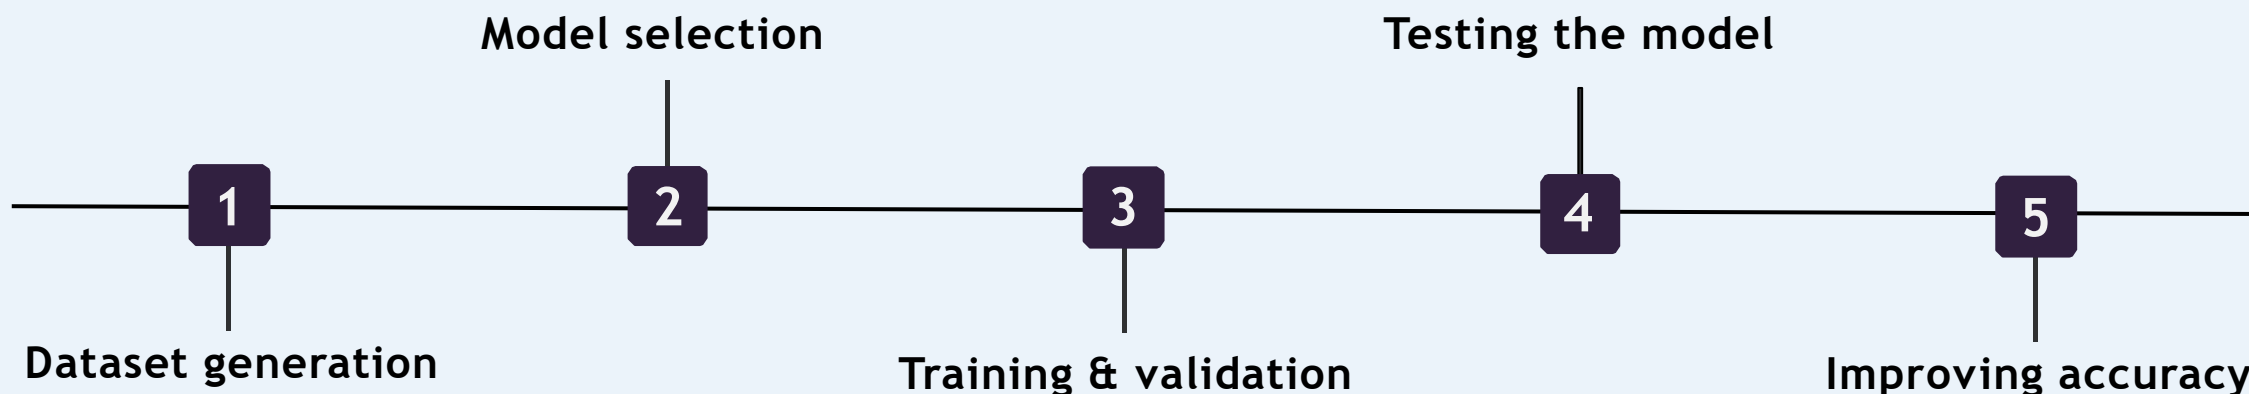 Model selection
Testing the model
1
2
3
4
5
Dataset generation
Training & validation
Improving accuracy